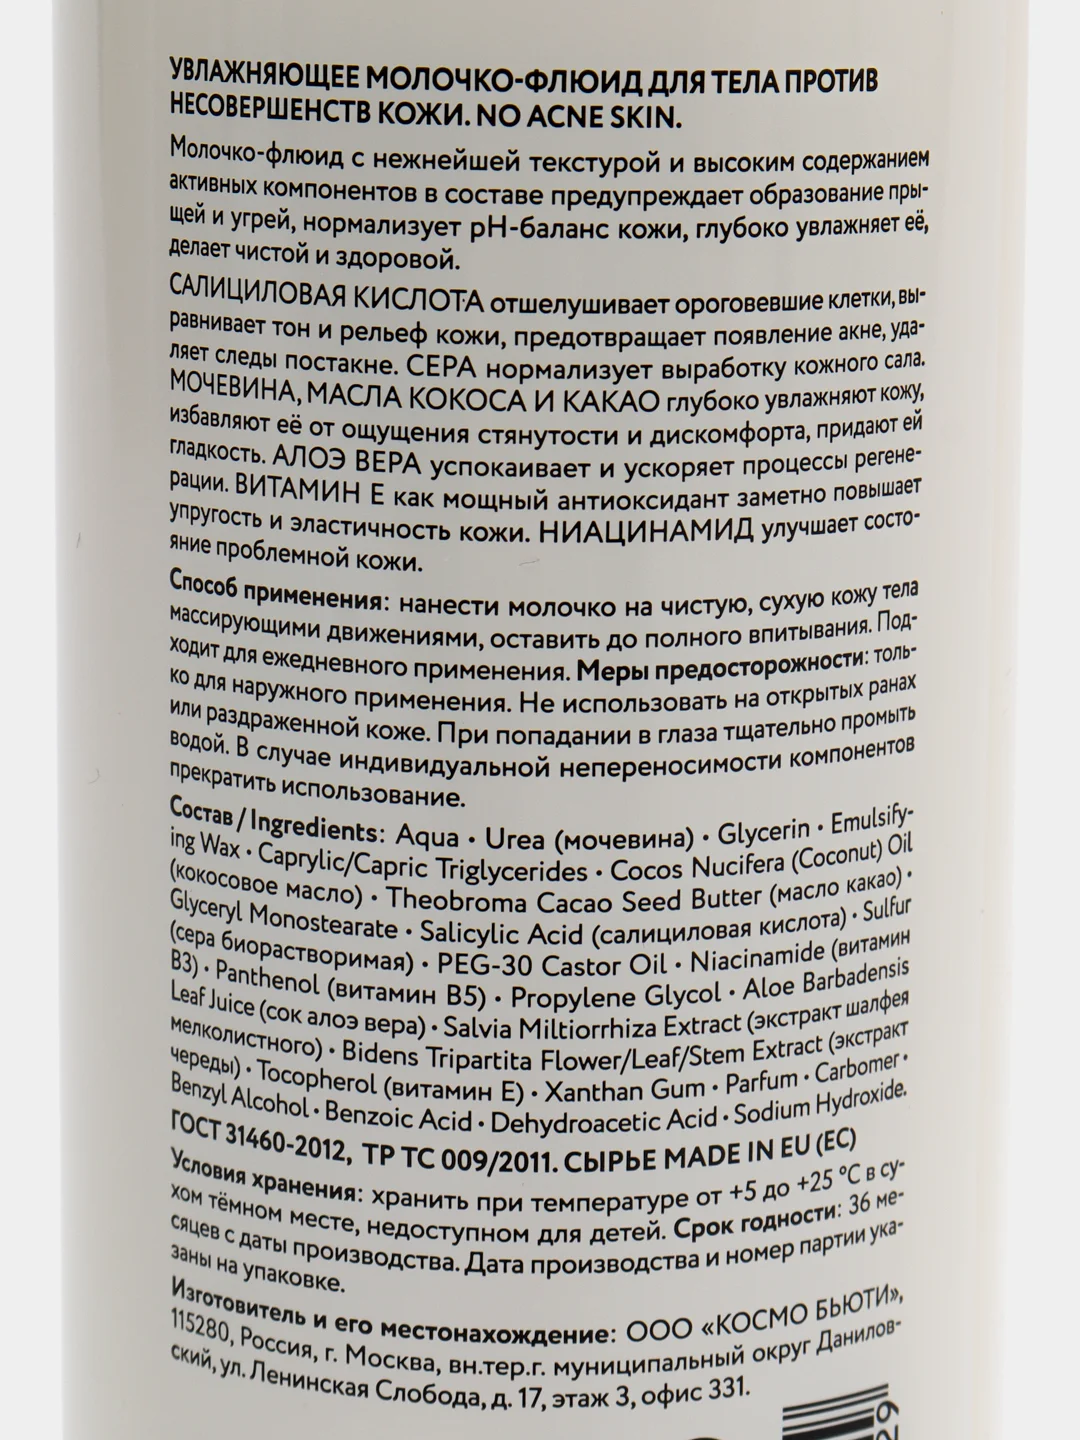 УВЛАЖНЯЮЩЕЕ МОЛОЧКО-ФЛЮИД ДЛЯ ТЕЛА ПРОТИВ
НЕСОВЕРШЕНСТВ КОЖИ. NO ACNE SKIN.
Молочко-флюид с нежнейшей текстурой и высоким содержанием
активных компонентов в составе предупреждает образование пры-
щей и угрей, нормализует pH-баланс кожи, глубоко увлажняет её,
делает чистой и здоровой.
САЛИЦИЛОВАЯ КИСЛОТА отшелушивает ороговевшие клетки, вы-
равнивает тон и рельеф кожи, предотвращает появление акне, уда-
ляет следы постакне. СЕРА нормализует выработку кожного сала.
МОЧЕВИНА, МАСЛА КОКОСА И КАКАО глубоко увлажняют кожу,
избавляют её от ощущения стянутости и дискомфорта, придают ей
гладкость. АЛОЭ ВЕРА успокаивает и ускоряет процессы регене-
рации. ВИТАМИН Е как мощный антиоксидант заметно повышает
упругость и эластичность кожи. НИАЦИНАМИД улучшает состо-
яние проблемной кожи.
Способ применения: нанести молочко на чистую, сухую кожу тела
массирующими движениями, оставить до полного впитывания. Под-
ходит для ежедневного применения. Меры предосторожности: толь-
ко для наружного применения. Не использовать на открытых ранах
или раздраженной коже. При попадании в глаза тщательно промыть
водой. В случае индивидуальной непереносимости компонентов
прекратить использование.
Состав / Ingredients: Aqua • Urea (мочевина) • Glycerin • Emulsify-
ing Wax • Caprylic/Capric Triglycerides • Cocos Nucifera (Coconut) Oil
(кокосовое масло) • Theobroma Cacao Seed Butter (масло какао) •
Glyceryl Monostearate • Salicylic Acid (салициловая кислота) • Sulfur
(сера биорастворимая) • PEG-30 Castor Oil • Niacinamide (витамин
В3) • Panthenol (витамин В5) • Propylene Glycol • Aloe Barbadensis
Leaf Juice (сок алоэ вера) • Salvia Miltiorrhiza Extract (экстракт шалфея
мелколистного) • Bidens Tripartita Flower/Leaf/Stem Extract (экстракт
череды) • Tocopherol (витамин Е) • Xanthan Gum • Parfum • Carbomer •
Benzyl Alcohol • Benzoic Acid • Dehydroacetic Acid • Sodium Hydroxide.
ГОСТ 31460-2012, ТР ТС 009/2011. СЫРЬЕ MADE IN EU (EC)
Условия хранения: хранить при температуре от +5 до +25 °С в су-
хом тёмном месте, недоступном для детей. Срок годности: 36 ме-
сяцев с даты производства. Дата производства и номер партии ука-
заны на упаковке.
Изготовитель и его местонахождение: ООО «КОСМО БЬЮТИ»,
115280, Россия, г. Москва, вн.тер.г. муниципальный округ Данилов-
ский, ул. Ленинская Слобода, д. 17, этаж 3, офис 331.
29